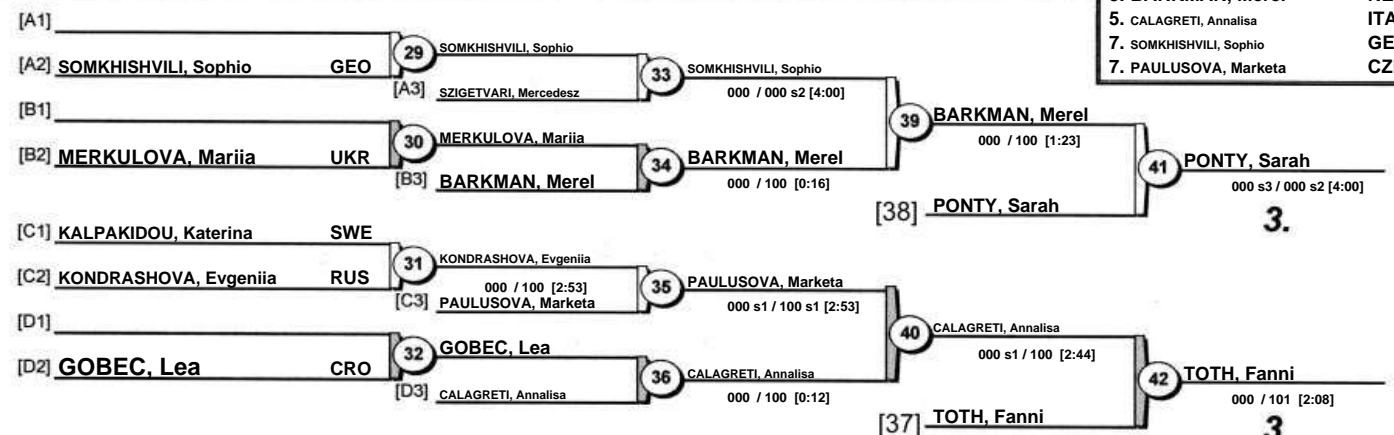 5. CALAGRETI, Annalisa ITA
7. SOMKHISHVILI, Sophio
7. PAULUSOVA, Marketa
[A1]
[A2] SOMKHISHVILI, Sophio GEO
29
[A3]
SOMKHISHVILI, Sophio
SZIGETVARI, Mercedesz
33
SOMKHISHVILI, Sophio
000 / 000 s2 [4:00]
[B1]
[B2] MERKULOVA, Mariia UKR
30
[B3]
MERKULOVA, Mariia
BARKMAN, Merel
34
BARKMAN, Merel
000 / 100 [0:16]
39
BARKMAN, Merel
000 / 100 [1:23]
[38] PONTY, Sarah
41
PONTY, Sarah
000 s3 / 000 s2 [4:00]
3.
[C1] KALPAKIDOU, Katerina SWE
[C2] KONDRASHOVA, Evgeniia RUS
31
[C3]
KONDRASHOVA, Evgeniia
000 / 100 [2:53]
PAULUSOVA, Marketa
35
PAULUSOVA, Marketa
000 s1 / 100 s1 [2:53]
[D1]
[D2] GOBEC, Lea CRO
32
[D3]
GOBEC, Lea
CALAGRETI, Annalisa
36
CALAGRETI, Annalisa
000 / 100 [0:12]
40
CALAGRETI, Annalisa
000 s1 / 100 [2:44]
[37] TOTH, Fanni
42
TOTH, Fanni
000 / 101 [2:08]
3